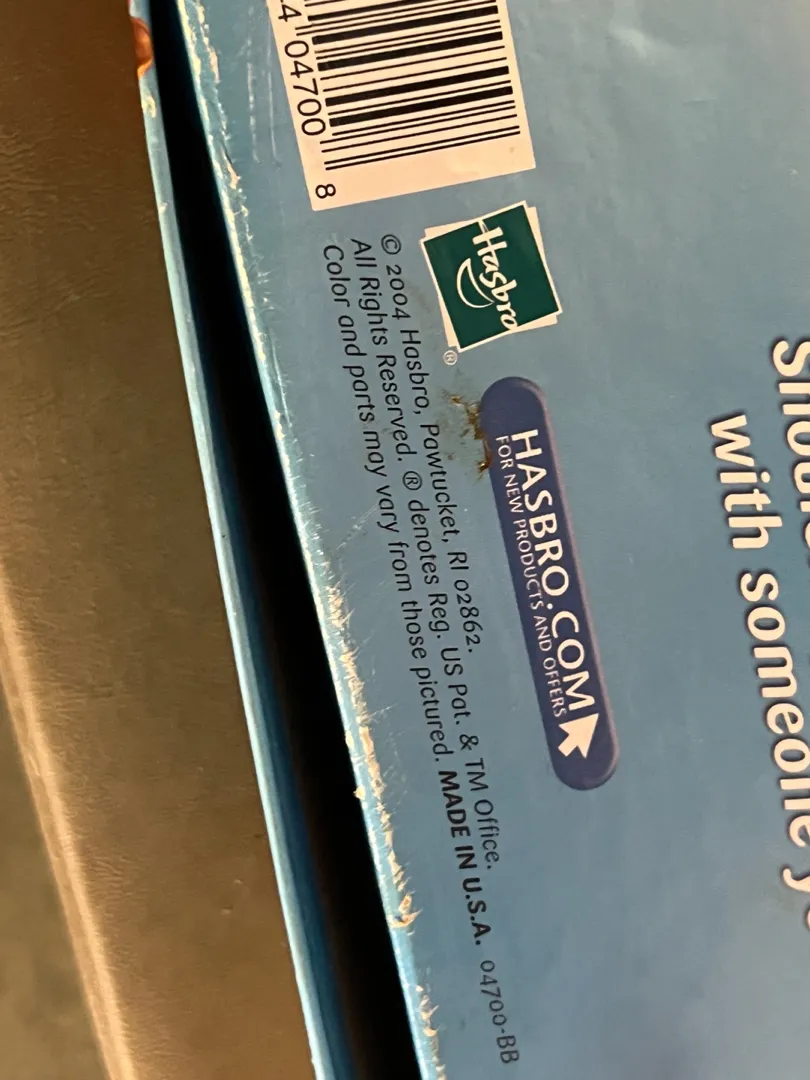 4 04700 8
Hasbro
®
HASBRO.COM
FOR NEW PRODUCTS AND OFFERS
© 2004 Hasbro, Pawtucket, RI 02862.
All Rights Reserved. ® denotes Reg. US Pat. & TM Office.
Color and parts may vary from those pictured. MADE IN U.S.A. 04700-BB
with someone